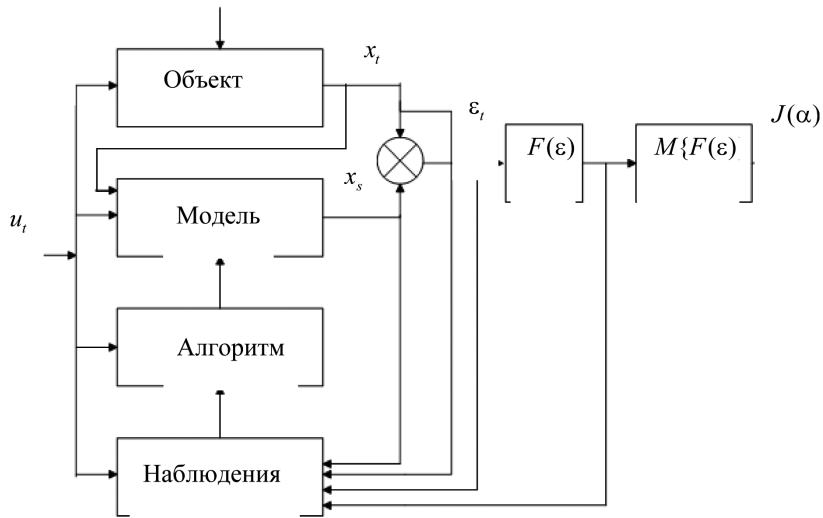 Объект
x_t
ε_t
J(α)
F(ε)
M{F(ε)
Модель
x_s
u_t
Алгоритм
Наблюдения